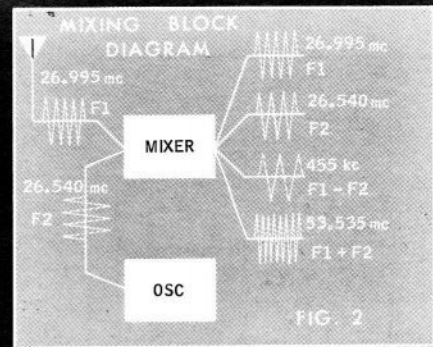 MIXING BLOCK
DIAGRAM
26.995 mc
F1
26.540 mc
F2
MIXER
OSC
26.995 mc
F1
26.540 mc
F2
455 kc
F1 - F2
53.535 mc
F1 + F2
FIG. 2